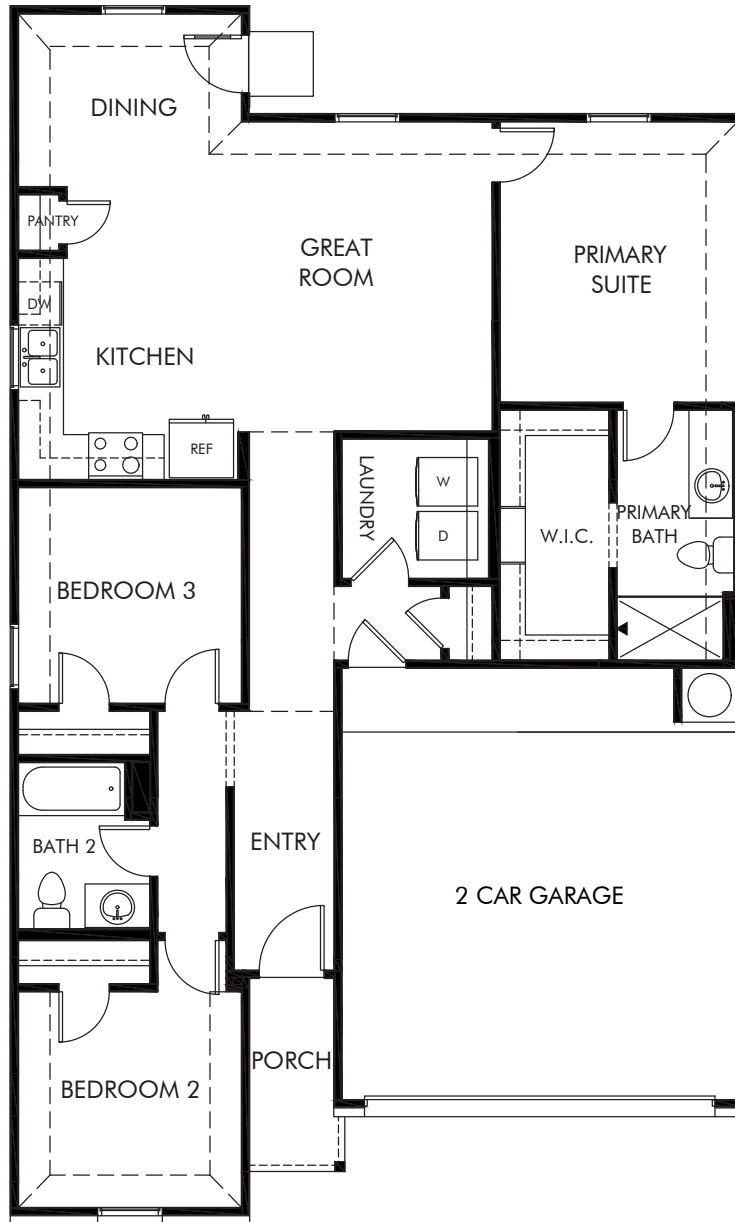 DINING
PANTRY
GREAT
ROOM
PRIMARY
SUITE
DW
KITCHEN
REF
LAUNDRY
W
D
W.I.C.
PRIMARY
BATH
BEDROOM 3
ENTRY
BATH 2
2 CAR GARAGE
PORCH
BEDROOM 2